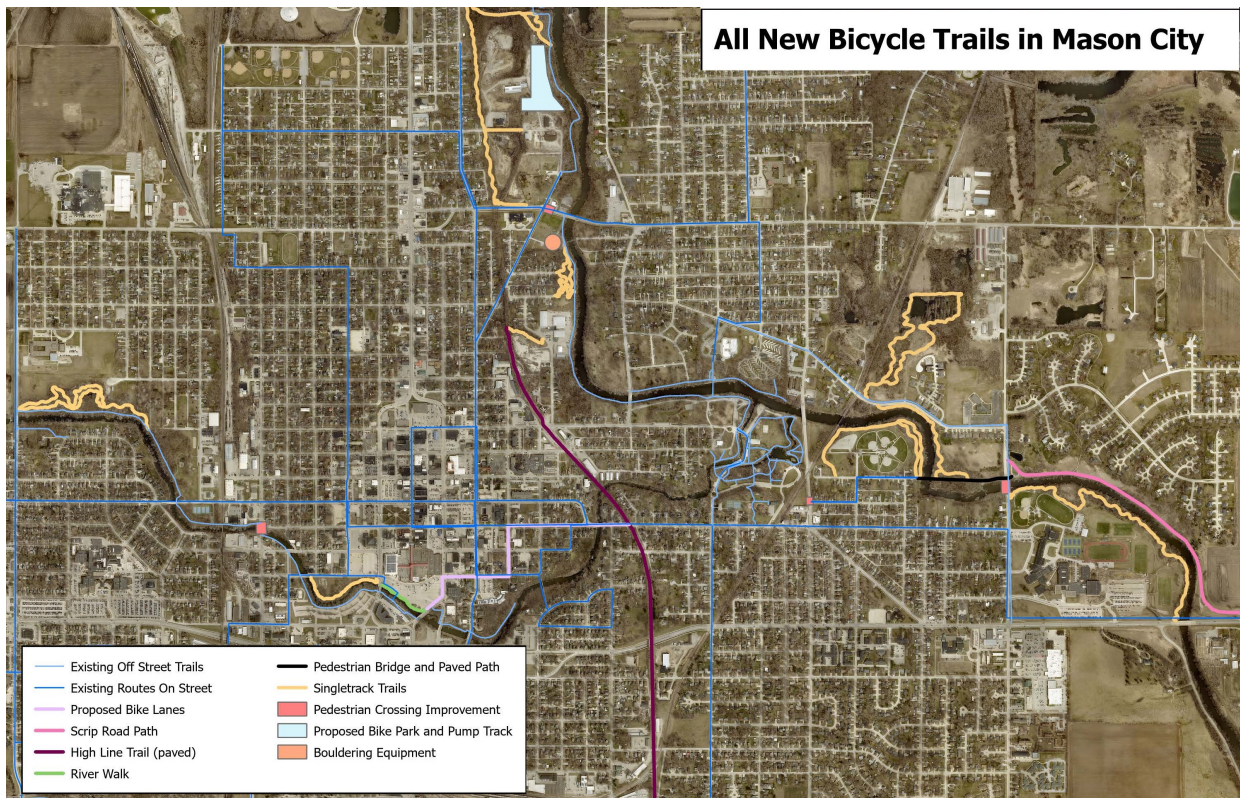 All New Bicycle Trails in Mason City
Existing Off Street Trails
Existing Routes On Street
Proposed Bike Lanes
Scrip Road Path
High Line Trail (paved)
River Walk
Pedestrian Bridge and Paved Path
Singletrack Trails
Pedestrian Crossing Improvement
Proposed Bike Park and Pump Track
Bouldering Equipment